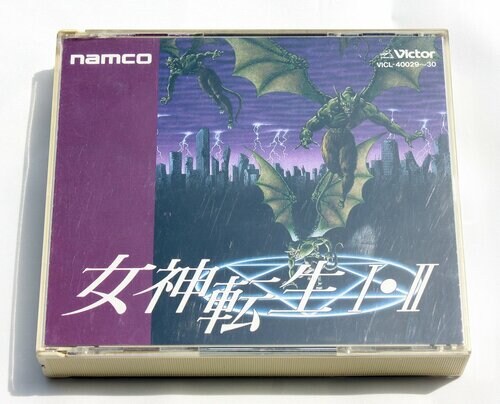 namco
Victor
VICL-40029~30
女神転生I•II